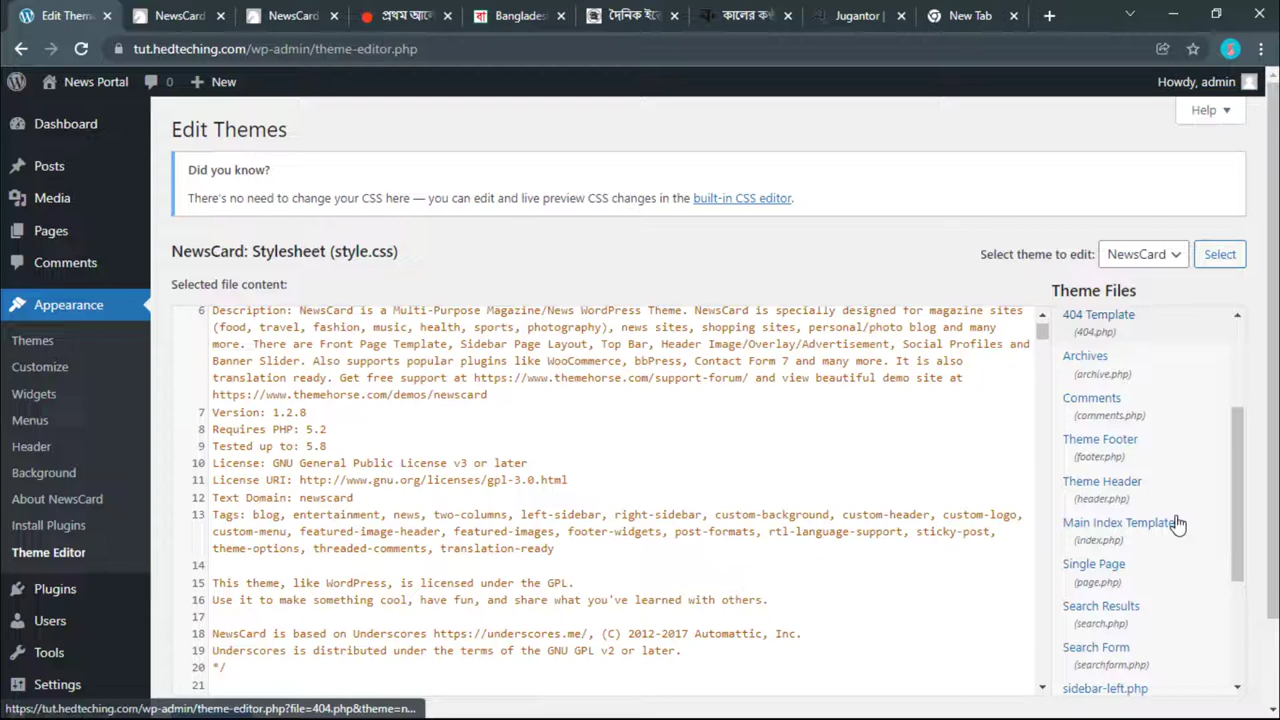 Edit Them
NewsCard
NewsCard
প্রথম আলো
Bangladesh
দৈনিক ইত্তে
কালের কণ্ঠ
Jugantor |
New Tab
tut.hedteching.com/wp-admin/theme-editor.php
News Portal
0
New
Howdy, admin
Help
Dashboard
Posts
Media
Pages
Comments
Appearance
Themes
Customize
Widgets
Menus
Header
Background
About NewsCard
Install Plugins
Theme Editor
Plugins
Users
Tools
Settings
Edit Themes
Did you know?
There's no need to change your CSS here — you can edit and live preview CSS changes in the built-in CSS editor.
NewsCard: Stylesheet (style.css)
Select theme to edit: NewsCard Select
Selected file content:
6 Description: NewsCard is a Multi-Purpose Magazine/News WordPress Theme. NewsCard is specially designed for magazine sites
(food, travel, fashion, music, health, sports, photography), news sites, shopping sites, personal/photo blog and many
more. There are Front Page Template, Sidebar Page Layout, Top Bar, Header Image/Overlay/Advertisement, Social Profiles and
Banner Slider. Also supports popular plugins like WooCommerce, bbPress, Contact Form 7 and many more. It is also
translation ready. Get free support at https://www.themehorse.com/support-forum/ and view beautiful demo site at
https://www.themehorse.com/demos/newscard
7 Version: 1.2.8
8 Requires PHP: 5.2
9 Tested up to: 5.8
10 License: GNU General Public License v3 or later
11 License URI: http://www.gnu.org/licenses/gpl-3.0.html
12 Text Domain: newscard
13 Tags: blog, entertainment, news, two-columns, left-sidebar, right-sidebar, custom-background, custom-header, custom-logo,
custom-menu, featured-image-header, featured-images, footer-widgets, post-formats, rtl-language-support, sticky-post,
theme-options, threaded-comments, translation-ready
14
15 This theme, like WordPress, is licensed under the GPL.
16 Use it to make something cool, have fun, and share what you've learned with others.
17
18 NewsCard is based on Underscores https://underscores.me/, (C) 2012-2017 Automattic, Inc.
19 Underscores is distributed under the terms of the GNU GPL v2 or later.
20 */
21
Theme Files
404 Template
(404.php)
Archives
(archive.php)
Comments
(comments.php)
Theme Footer
(footer.php)
Theme Header
(header.php)
Main Index Template
(index.php)
Single Page
(page.php)
Search Results
(search.php)
Search Form
(searchform.php)
sidebar-left.php
https://tut.hedteching.com/wp-admin/theme-editor.php?file=404.php&theme=n...